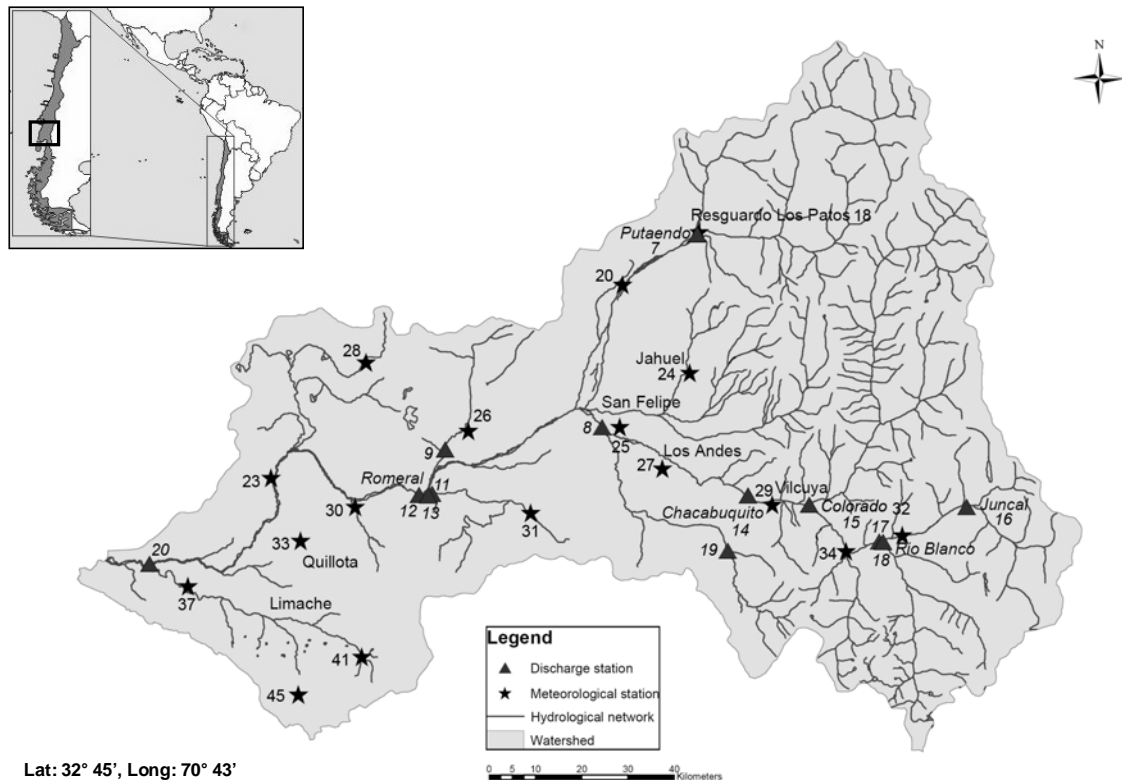 N
Resguardo Los Patos 18
Putaendo
7
20
28
Jahuel
24
San Felipe
26
8
25
Los Andes
9
27
23
Romeral
11
29
Vilcuya
12
13
30
Chacabuquito
14
Colorado
15
32
Juncal
16
31
17
33
19
34
18
Rio Blanco
20
Quillota
37
Limache
41
45
Legend
Discharge station
Meteorological station
Hydrological network
Watershed
Lat: 32° 45’, Long: 70° 43’
0 5 10 20 30 40
Kilometers